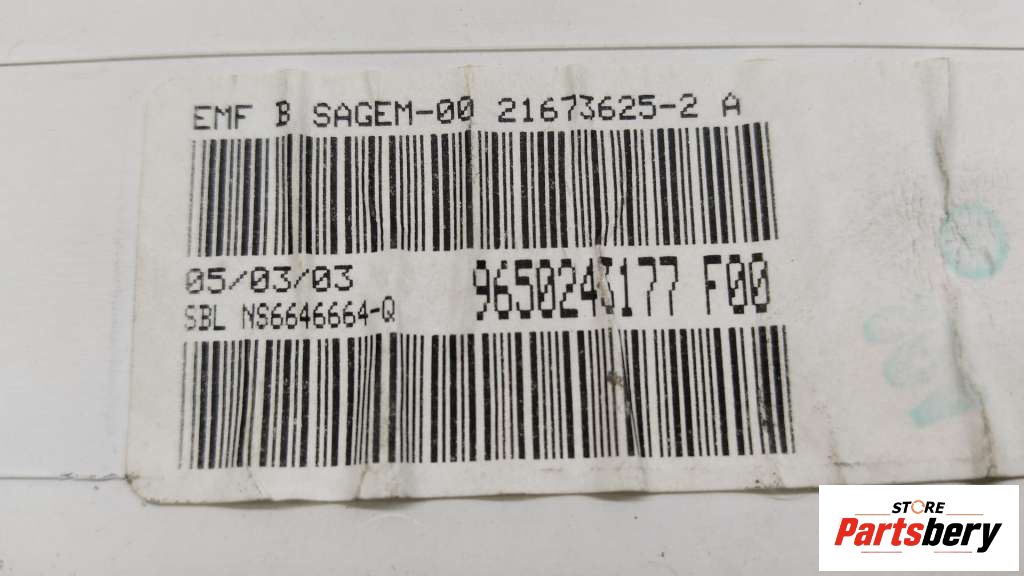 EMF B SAGEM-00 21673625-2 A
05/03/03
SBL NS6646664-Q
9650243177 F00
STORE
Partsbery